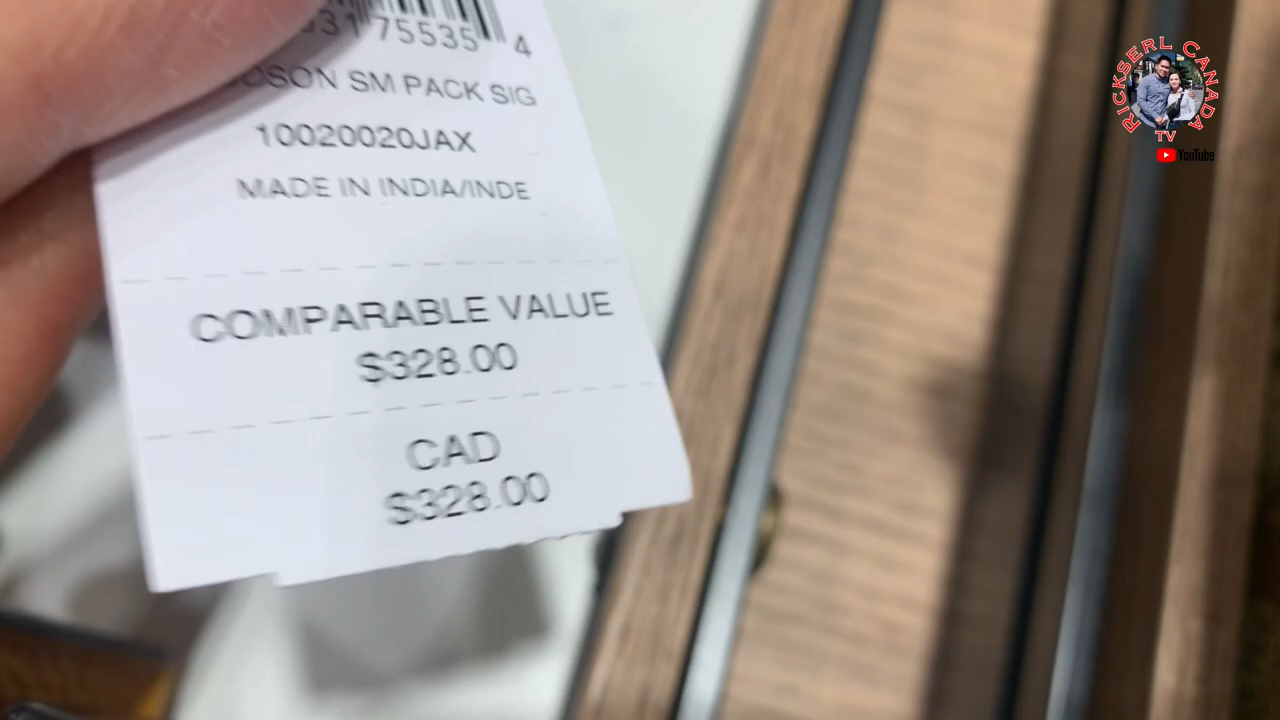 75535 4
SM PACK SIG
10020020JAX
MADE IN INDIA/INDE
COMPARABLE VALUE
$328.00
CAD
$328.00
RICKSERL CANADA
TV
YouTube